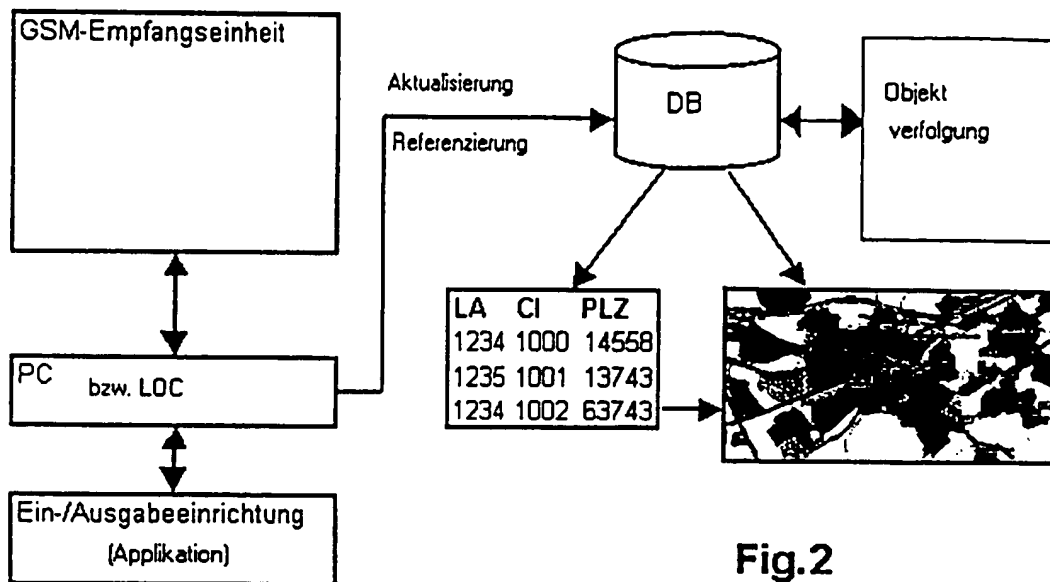 GSM-Empfangseinheit
Aktualisierung
Referenzierung
DB
Objekt
verfolgung
LA CI PLZ
1234 1000 14558
1235 1001 13743
1234 1002 63743
PC bzw. LOC
Ein-/Ausgabeeinrichtung
(Applikation)
Fig.2